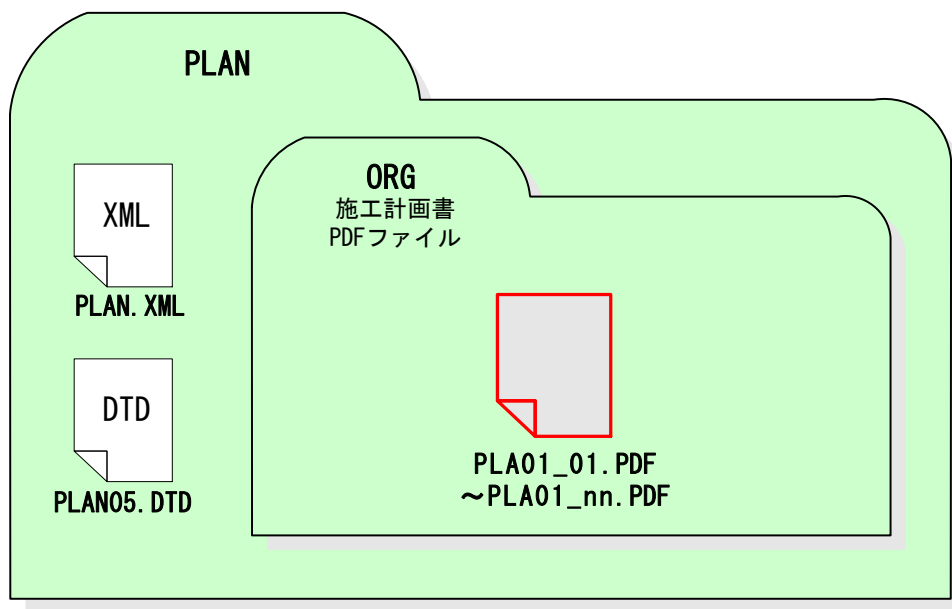 PLAN
XML
PLAN.XML
DTD
PLAN05.DTD
ORG
施工計画書
PDFファイル
PLA01_01.PDF
～PLA01_nn.PDF